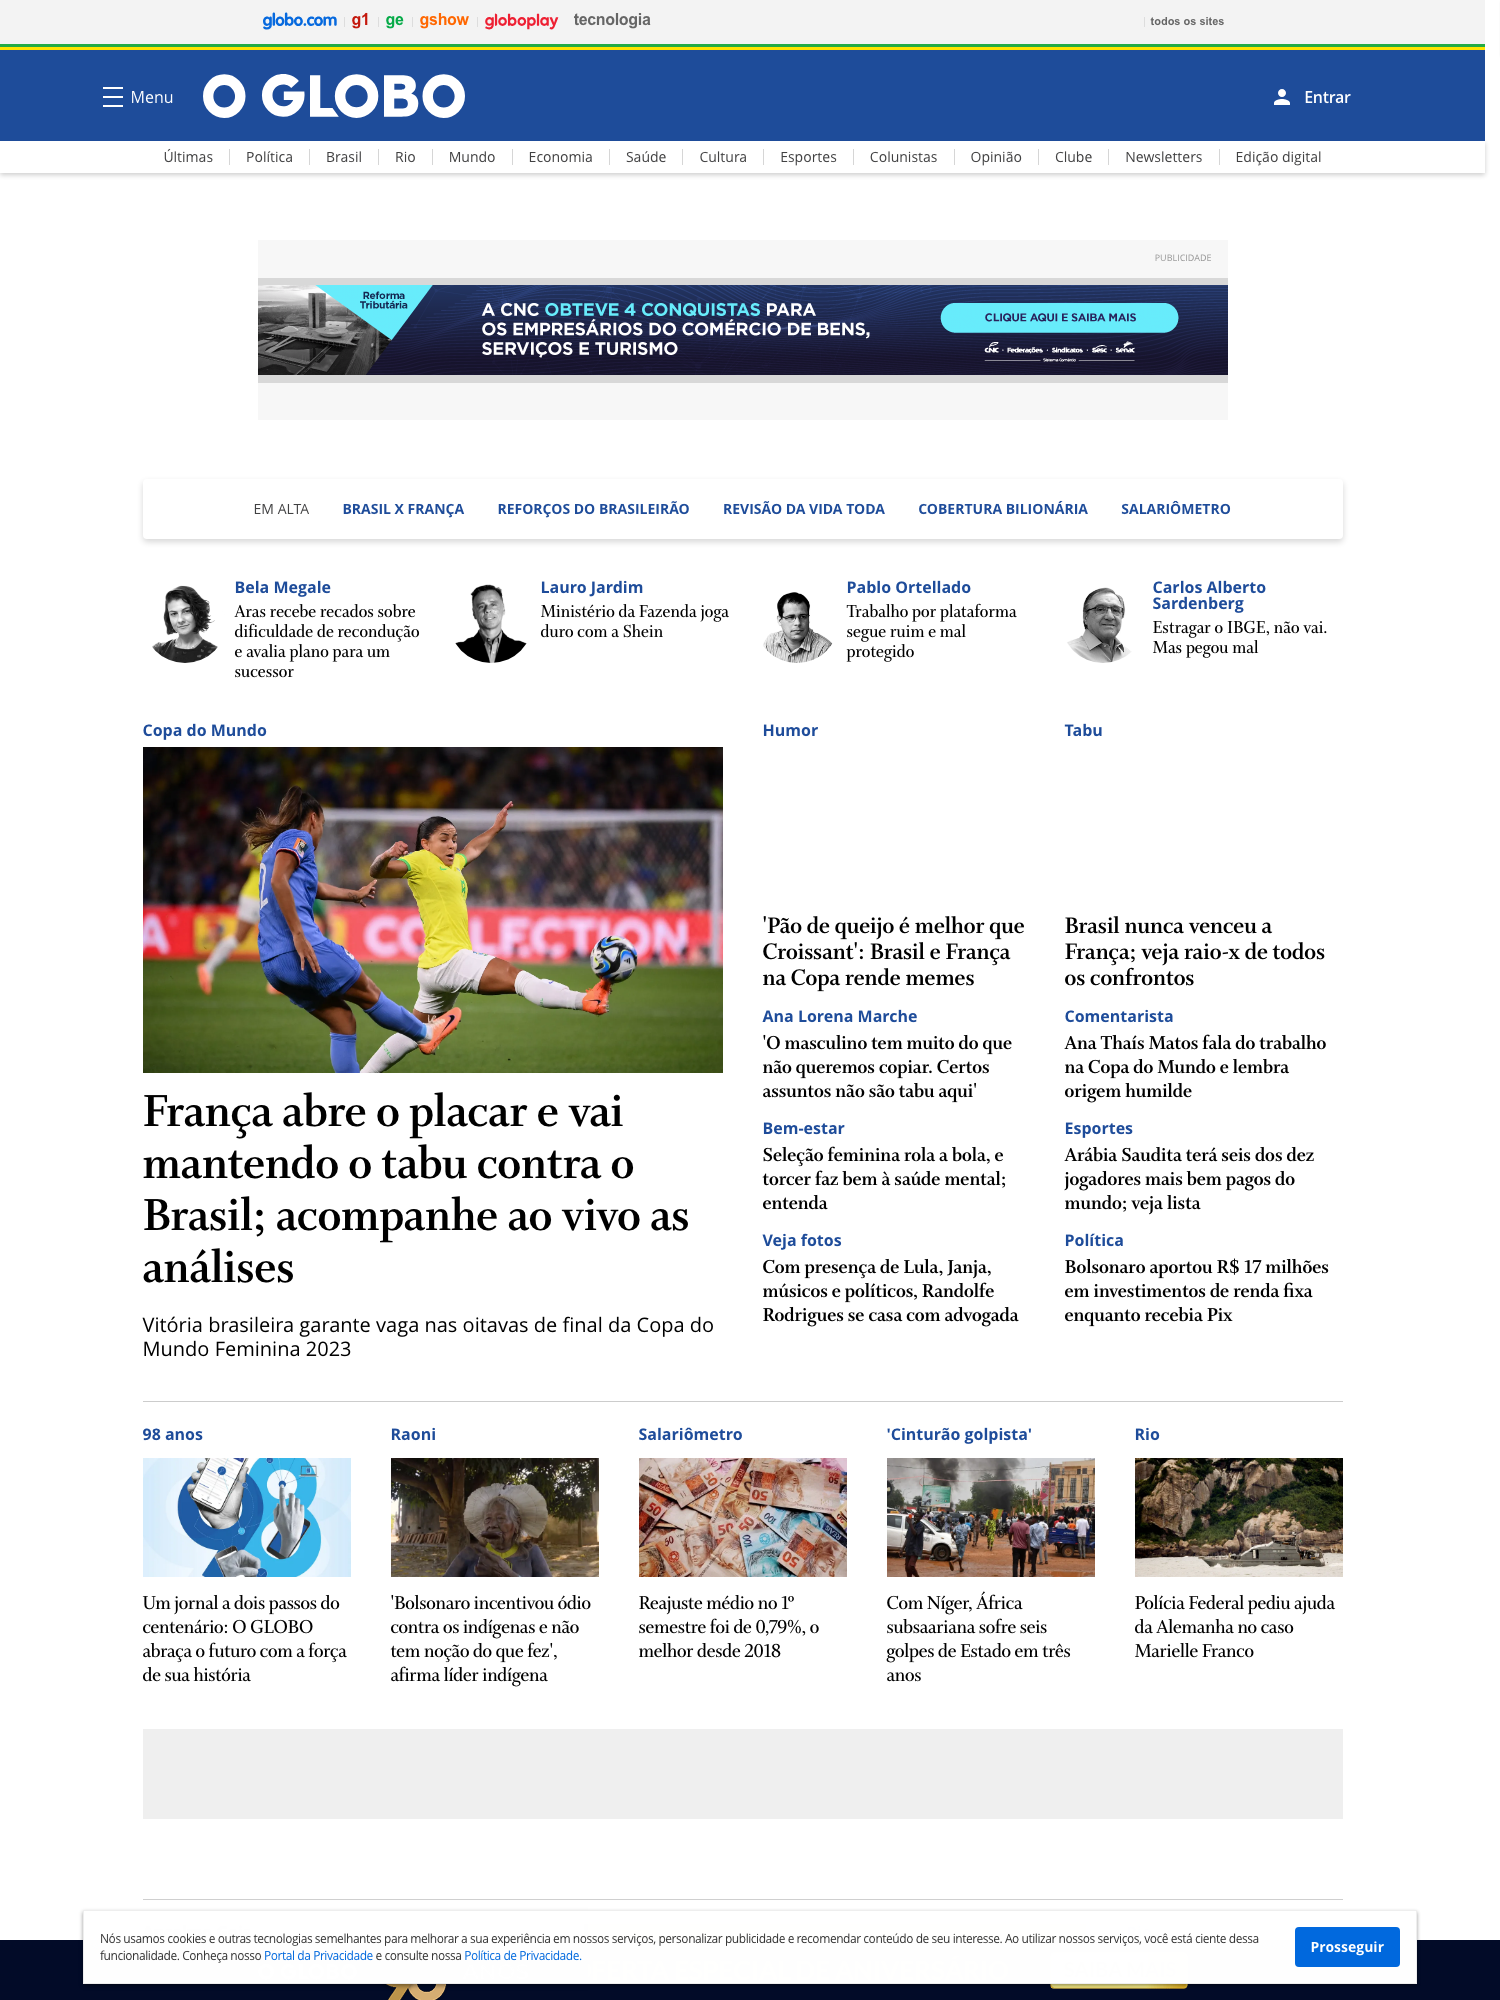 globo.com g1 ge gshow globoplay tecnologia todos os sites
Menu O GLOBO Entrar
Últimas Política Brasil Rio Mundo Economia Saúde Cultura Esportes Colunistas Opinião Clube Newsletters Edição digital
PUBLICIDADE
Reforma
Tributária
A CNC OBTEVE 4 CONQUISTAS PARA
OS EMPRESÁRIOS DO COMÉRCIO DE BENS,
SERVIÇOS E TURISMO
CLIQUE AQUI E SAIBA MAIS
CNC · Federações · Sindicatos · Sesc · Senac
Sistema Comércio
EM ALTA BRASIL X FRANÇA REFORÇOS DO BRASILEIRÃO REVISÃO DA VIDA TODA COBERTURA BILIONÁRIA SALARIÔMETRO
Bela Megale
Aras recebe recados sobre
dificuldade de recondução
e avalia plano para um
sucessor
Lauro Jardim
Ministério da Fazenda joga
duro com a Shein
Pablo Ortellado
Trabalho por plataforma
segue ruim e mal
protegido
Carlos Alberto
Sardenberg
Estragar o IBGE, não vai.
Mas pegou mal
Copa do Mundo
COLLECTION
França abre o placar e vai
mantendo o tabu contra o
Brasil; acompanhe ao vivo as
análises
Vitória brasileira garante vaga nas oitavas de final da Copa do
Mundo Feminina 2023
Humor
'Pão de queijo é melhor que
Croissant': Brasil e França
na Copa rende memes
Ana Lorena Marche
'O masculino tem muito do que
não queremos copiar. Certos
assuntos não são tabu aqui'
Bem-estar
Seleção feminina rola a bola, e
torcer faz bem à saúde mental;
entenda
Veja fotos
Com presença de Lula, Janja,
músicos e políticos, Randolfe
Rodrigues se casa com advogada
Tabu
Brasil nunca venceu a
França; veja raio-x de todos
os confrontos
Comentarista
Ana Thaís Matos fala do trabalho
na Copa do Mundo e lembra
origem humilde
Esportes
Arábia Saudita terá seis dos dez
jogadores mais bem pagos do
mundo; veja lista
Política
Bolsonaro aportou R$ 17 milhões
em investimentos de renda fixa
enquanto recebia Pix
98 anos
Um jornal a dois passos do
centenário: O GLOBO
abraça o futuro com a força
de sua história
Raoni
'Bolsonaro incentivou ódio
contra os indígenas e não
tem noção do que fez',
afirma líder indígena
Salariômetro
Reajuste médio no 1º
semestre foi de 0,79%, o
melhor desde 2018
'Cinturão golpista'
Com Níger, África
subsaariana sofre seis
golpes de Estado em três
anos
Rio
Polícia Federal pediu ajuda
da Alemanha no caso
Marielle Franco
Nós usamos cookies e outras tecnologias semelhantes para melhorar a sua experiência em nossos serviços, personalizar publicidade e recomendar conteúdo de seu interesse. Ao utilizar nossos serviços, você está ciente dessa
funcionalidade. Conheça nosso Portal da Privacidade e consulte nossa Política de Privacidade.
Prosseguir